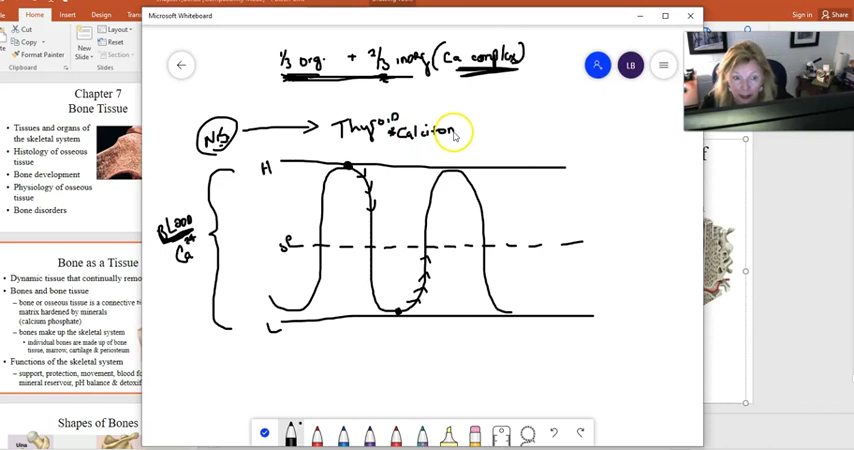 Home
Insert
Design
Tran
Sign in
Share
Cut
Copy
Format Painter
Clipboard
New
Slide
Layout
Reset
Section
Slides
Microsoft Whiteboard
LB
1/3 org. + 2/3 inorg (Ca complex)
NS → Thyroid
*Calciton
H
BLOOD
Ca2+
SP
L
Chapter 7
Bone Tissue
• Tissues and organs of
the skeletal system
• Histology of osseous
tissue
• Bone development
• Physiology of osseous
tissue
• Bone disorders
Bone as a Tissue
• Dynamic tissue that continually remo
• Bones and bone tissue
– bone or osseous tissue is a connective
matrix hardened by minerals
(calcium phosphate)
– bones make up the skeletal system
• individual bones are made up of bone
tissue, marrow, cartilage & periosteum
• Functions of the skeletal system
– support, protection, movement, blood f
mineral reservoir, pH balance & detoxif
Shapes of Bones
Ulna
f